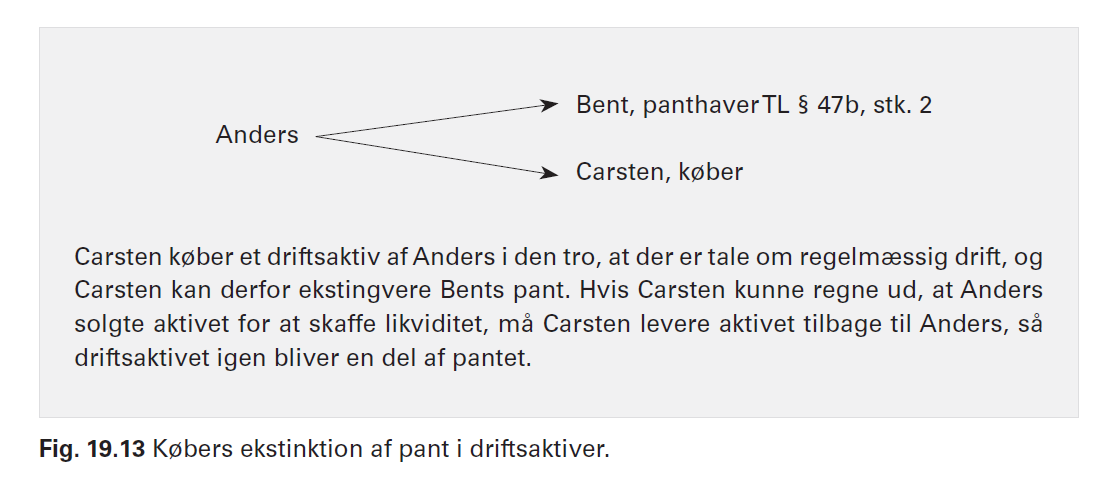 Bent, panthaver TL § 47b, stk. 2
Anders
Carsten, køber
Carsten køber et driftsaktiv af Anders i den tro, at der er tale om regelmæssig drift, og
Carsten kan derfor ekstingvere Bents pant. Hvis Carsten kunne regne ud, at Anders
solgte aktivet for at skaffe likviditet, må Carsten levere aktivet tilbage til Anders, så
driftsaktivet igen bliver en del af pantet.
Fig. 19.13 Købers ekstinktion af pant i driftsaktiver.